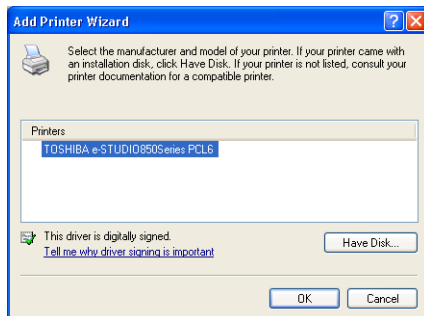 Add Printer Wizard
Select the manufacturer and model of your printer. If your printer came with
an installation disk, click Have Disk. If your printer is not listed, consult your
printer documentation for a compatible printer.
Printers
TOSHIBA e-STUDIO850Series PCL6
This driver is digitally signed.
Tell me why driver signing is important
Have Disk...
OK
Cancel